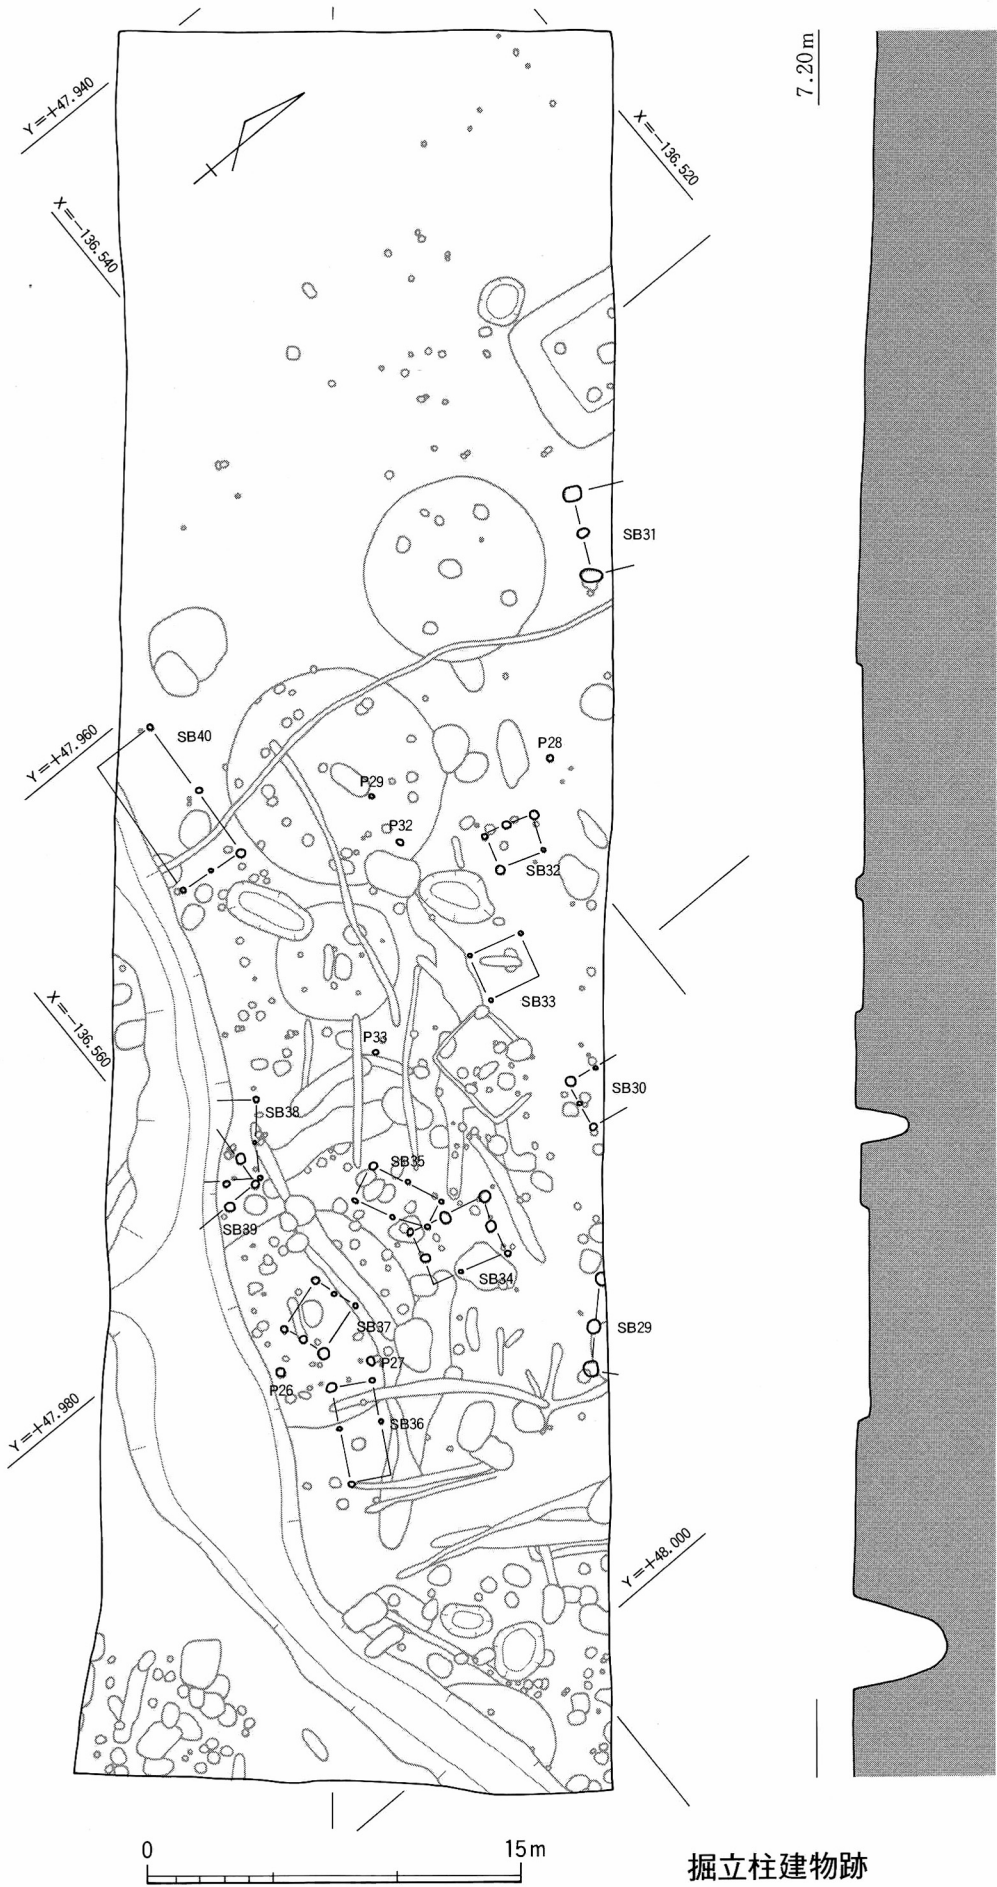 7.20m
Y=+47.940
X=-136.520
X=-136.540
SB31
SB40
Y=+47.960
P28
P29
P32
SB32
SB33
X=-136.560
P33
SB30
SB38
SB35
SB39
SB34
SB37
SB29
P27
P26
SB36
Y=+47.980
Y=+48.000
0 15m
掘立柱建物跡